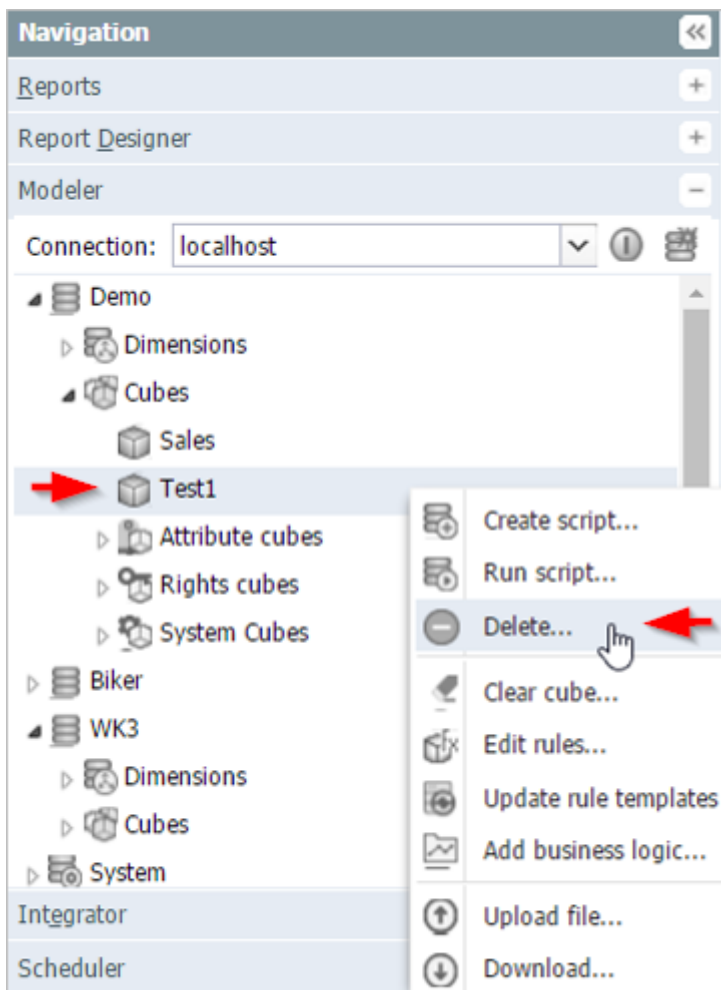 Navigation
Reports
Report Designer
Modeler
Connection: localhost
Demo
Dimensions
Cubes
Sales
Test1
Attribute cubes
Rights cubes
System Cubes
Biker
WK3
Dimensions
Cubes
System
Integrator
Scheduler
Create script...
Run script...
Delete...
Clear cube...
Edit rules...
Update rule templates
Add business logic...
Upload file...
Download...